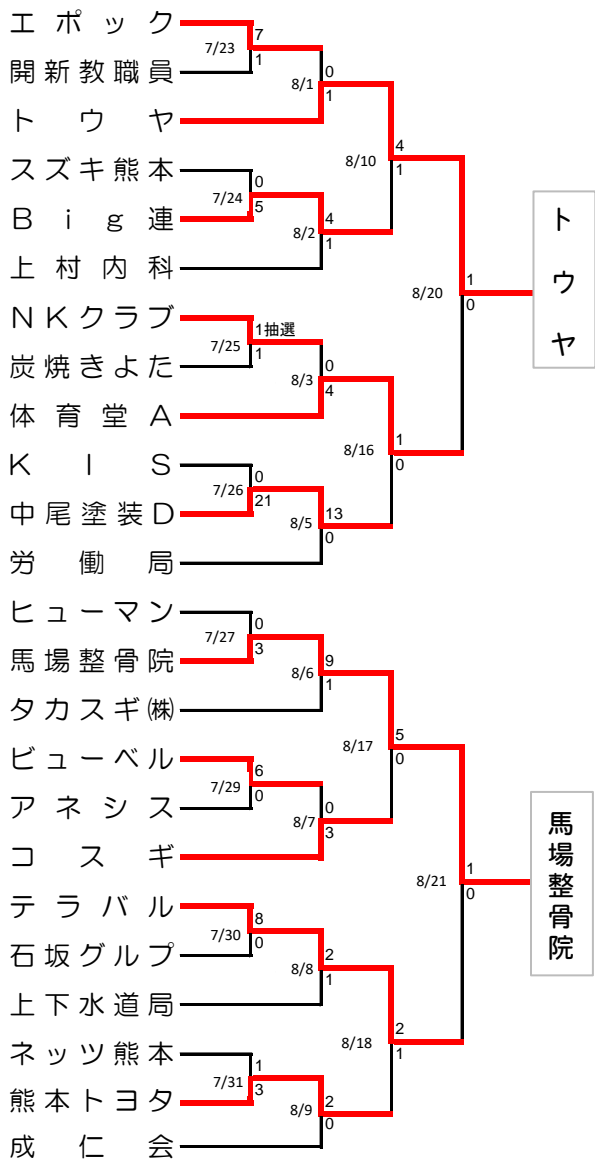 エポック
7
7/23
1
開新教職員
0
8/1
1
トウヤ
4
8/10
1
スズキ熊本
0
7/24
5
Big連
4
8/2
1
上村内科
1
8/20
0
トウヤ
NKクラブ
1抽選
7/25
1
炭焼きよた
0
8/3
4
体育堂A
1
8/16
0
KIS
0
7/26
21
中尾塗装D
13
8/5
0
労働局
ヒューマン
0
7/27
3
馬場整骨院
9
8/6
1
タカスギ㈱
5
8/17
0
ビューベル
6
7/29
0
アネシス
0
8/7
3
コスギ
1
8/21
0
馬場整骨院
テラバル
8
7/30
0
石坂グルプ
2
8/8
1
上下水道局
2
8/18
1
ネッツ熊本
1
7/31
3
熊本トヨタ
2
8/9
0
成仁会